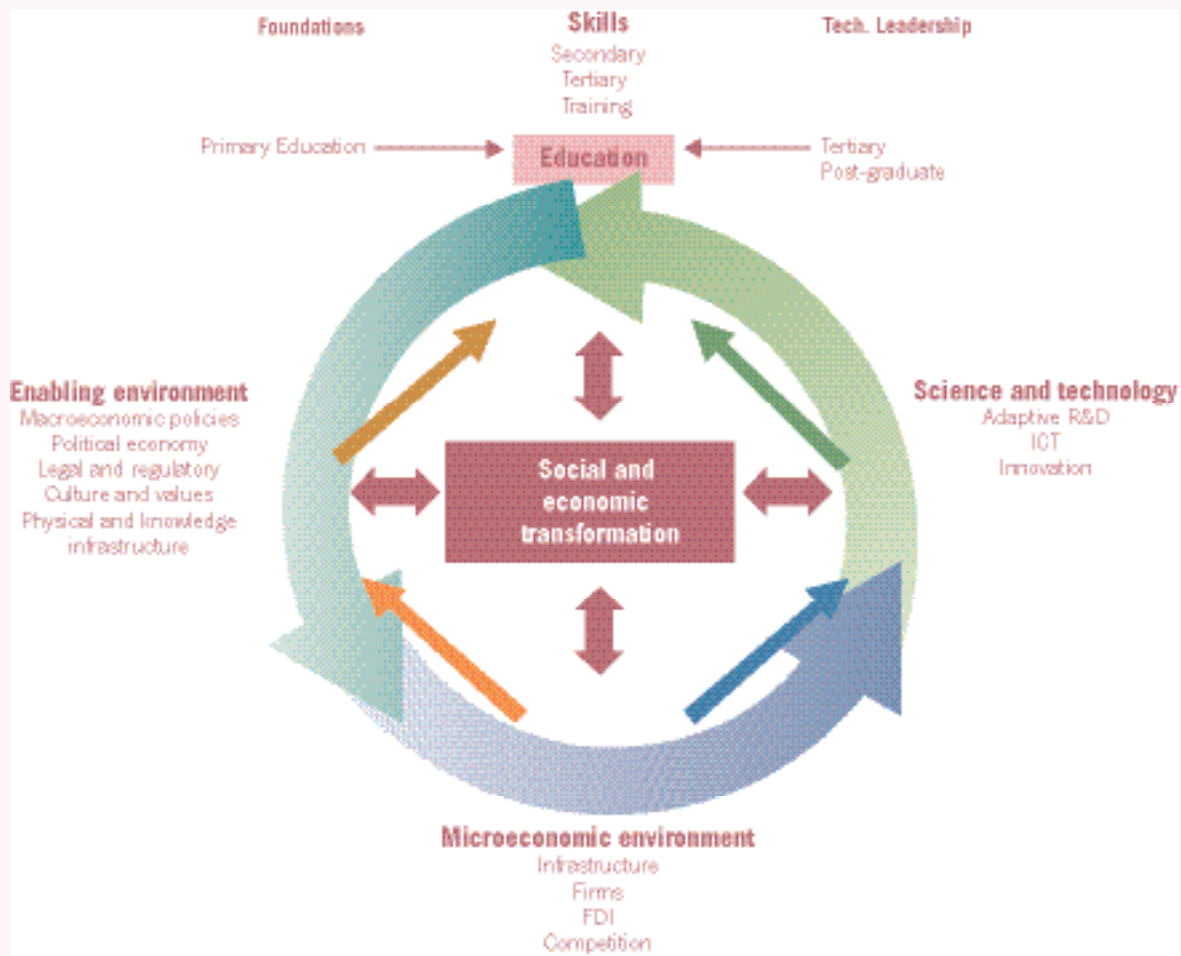 Foundations
Skills
Tech. Leadership
Secondary
Tertiary
Training
Primary Education
Education
Tertiary
Post-graduate
Enabling environment
Macroeconomic policies
Political economy
Legal and regulatory
Culture and values
Physical and knowledge
infrastructure
Social and
economic
transformation
Science and technology
Adaptive R&D
ICT
Innovation
Microeconomic environment
Infrastructure
Firms
FDI
Competition